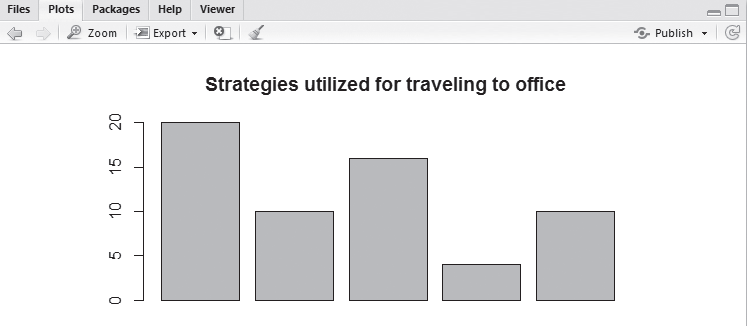 Files Plots Packages Help Viewer
Zoom Export Publish
Strategies utilized for traveling to office
20
15
10
5
0